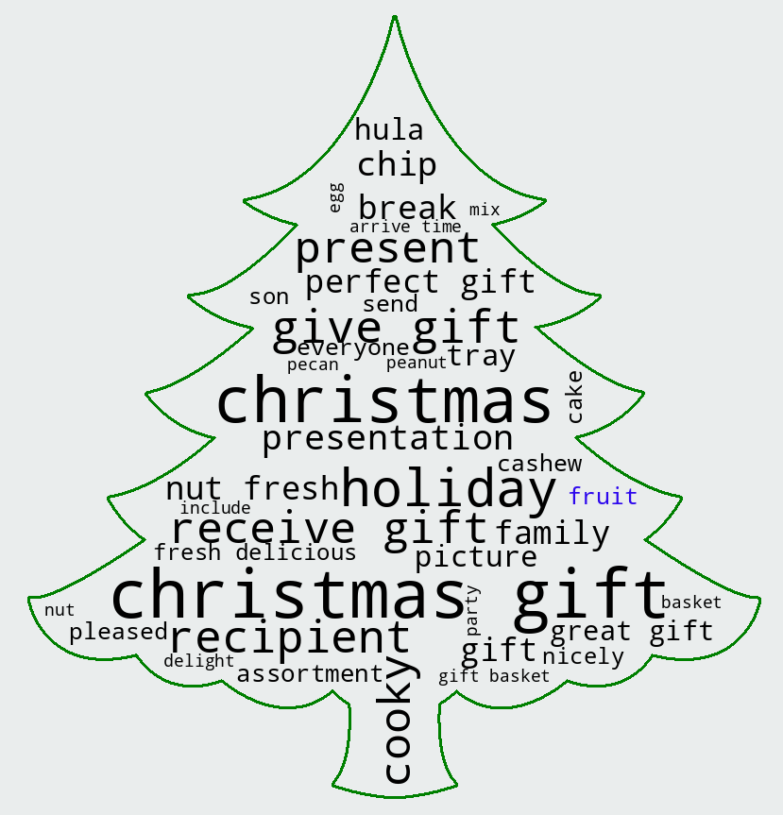 hula
chip
egg
break
mix
arrive time
present
perfect gift
son
send
give gift
everyone
tray
pecan
peanut
christmas
cake
presentation
cashew
nut fresh
holiday
fruit
include
receive gift
family
fresh delicious
picture
christmas gift
nut
party
basket
pleased
recipient
great gift
gift
nicely
delight
assortment
gift basket
cooky